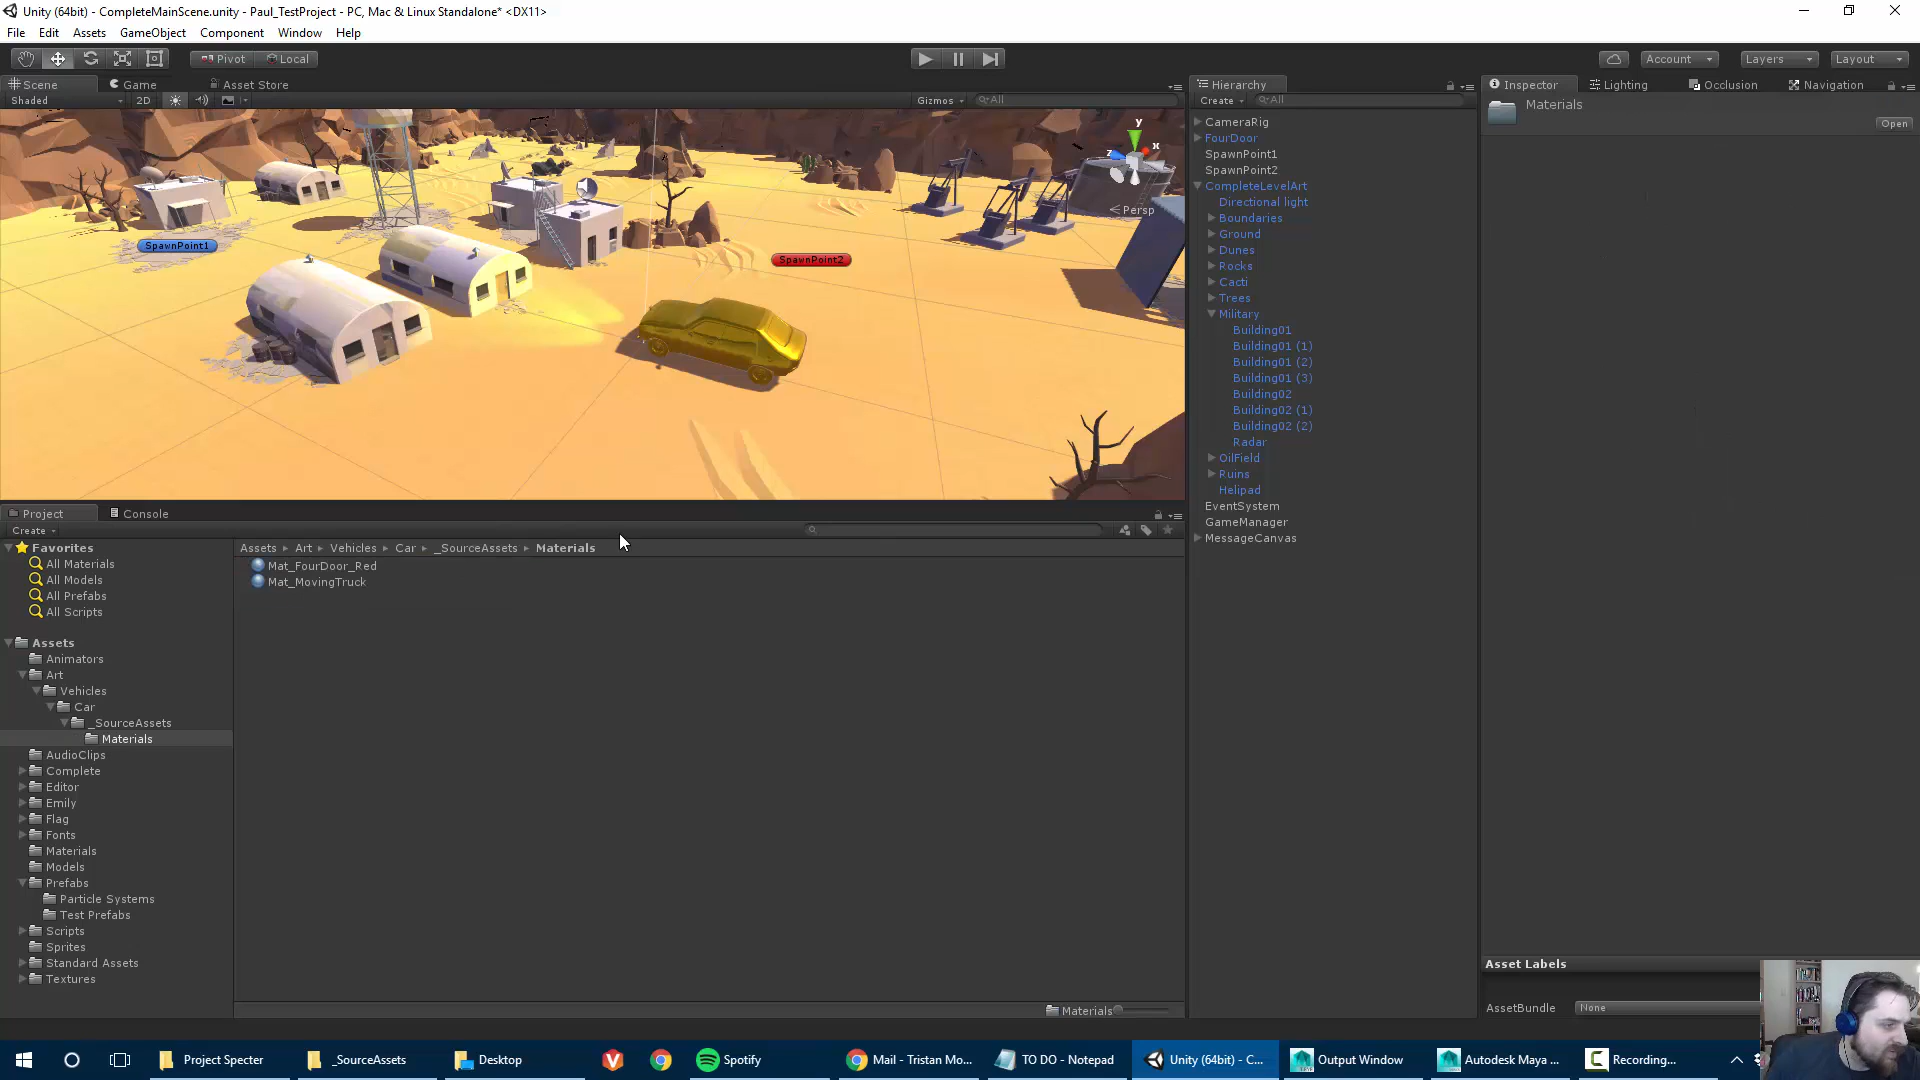 Unity (64bit) - CompleteMainScene.unity - Paul_TestProject - PC, Mac & Linux Standalone* <DX11>
File Edit Assets GameObject Component Window Help
Pivot Local Account Layers Layout
Scene Game Asset Store
Shaded 2D Gizmos All
y
x
z
Persp
SpawnPoint1
SpawnPoint2
Hierarchy
Create All
CameraRig
FourDoor
SpawnPoint1
SpawnPoint2
CompleteLevelArt
Directional light
Boundaries
Ground
Dunes
Rocks
Cacti
Trees
Military
Building01
Building01 (1)
Building01 (2)
Building01 (3)
Building02
Building02 (1)
Building02 (2)
Radar
OilField
Ruins
Helipad
EventSystem
GameManager
MessageCanvas
Inspector Lighting Occlusion Navigation
Materials
Open
Project Console
Create
Favorites
All Materials
All Models
All Prefabs
All Scripts
Assets
Animators
Art
Vehicles
Car
_SourceAssets
Materials
AudioClips
Complete
Editor
Emily
Flag
Fonts
Materials
Models
Prefabs
Particle Systems
Test Prefabs
Scripts
Sprites
Standard Assets
Textures
Assets Art Vehicles Car _SourceAssets Materials
Mat_FourDoor_Red
Mat_MovingTruck
Materials
Asset Labels
AssetBundle None
Project Specter _SourceAssets Desktop Spotify Mail - Tristan Mo... TO DO - Notepad Unity (64bit) - C... Output Window Autodesk Maya ... Recording...